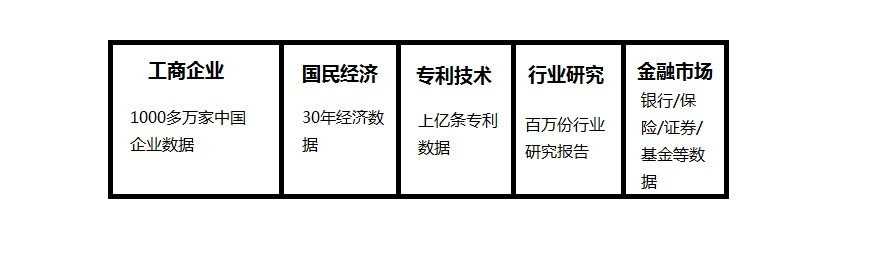 工商企业
1000多万家中国
企业数据
国民经济
30年经济数
据
专利技术
上亿条专利
数据
行业研究
百万份行业
研究报告
金融市场
银行/保
险/证券/
基金等数
据